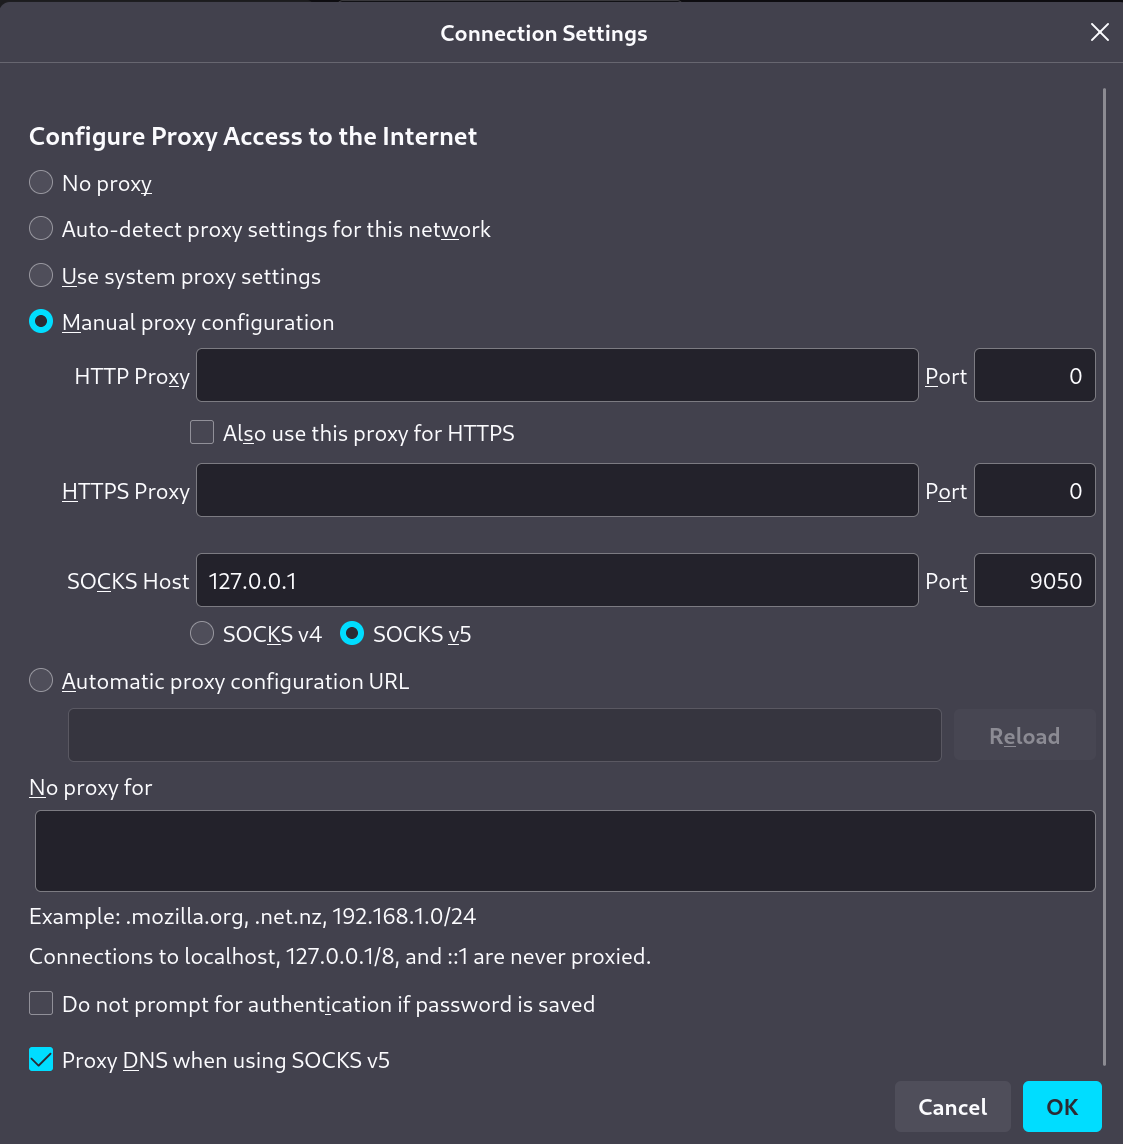 Connection Settings
Configure Proxy Access to the Internet
No proxy
Auto-detect proxy settings for this network
Use system proxy settings
Manual proxy configuration
HTTP Proxy Port 0
Also use this proxy for HTTPS
HTTPS Proxy Port 0
SOCKS Host 127.0.0.1 Port 9050
SOCKS v4 SOCKS v5
Automatic proxy configuration URL
Reload
No proxy for
Example: .mozilla.org, .net.nz, 192.168.1.0/24
Connections to localhost, 127.0.0.1/8, and ::1 are never proxied.
Do not prompt for authentication if password is saved
Proxy DNS when using SOCKS v5
Cancel OK